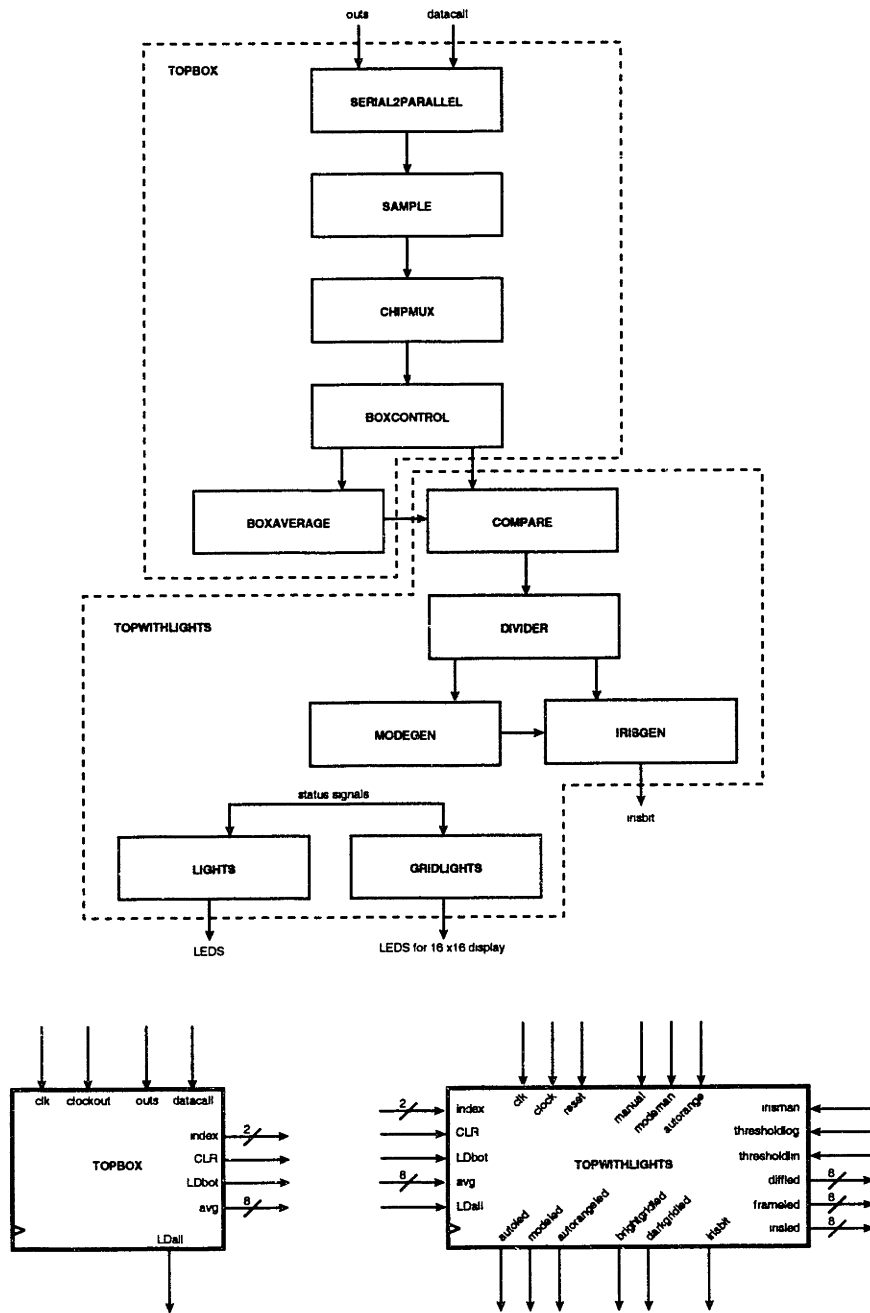 outs datacall
TOPBOX
SERIAL2PARALLEL
SAMPLE
CHIPMUX
BOXCONTROL
BOXAVERAGE COMPARE
TOPWITHLIGHTS
DIVIDER
MODEGEN IRISGEN
status signals
irisbit
LIGHTS GRIDLIGHTS
LEDS LEDS for 16 x16 display
clk clockout outs datacall
index 2
CLR
TOPBOX
LDbot
avg 8
LDall
clk clock reset manual modeman autorange
2 index
CLR
LDbot
8 avg
LDall
TOPWITHLIGHTS
irisman
thresholdlog
thresholdlin
diffled 8
frameled 8
irisled 8
autoled modeled autorangeled brightgridled darkgridled irisbit